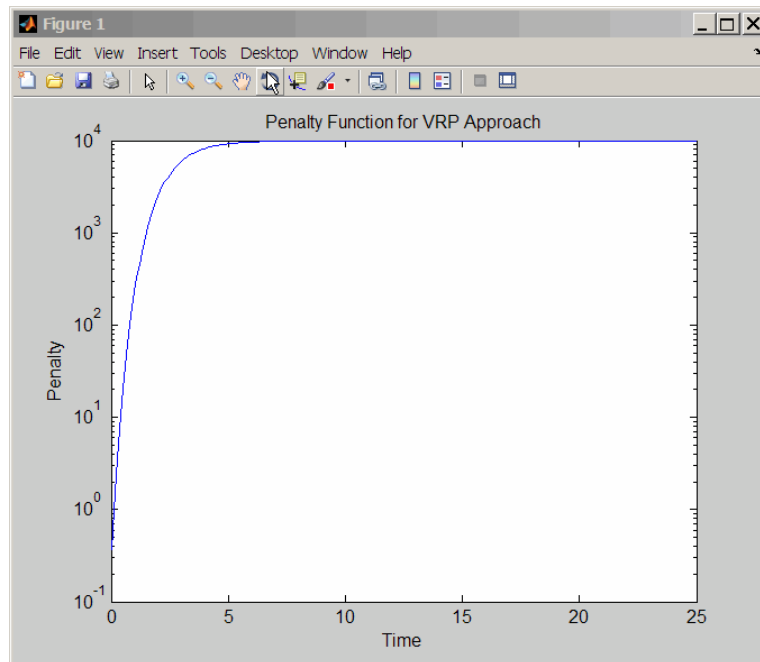 Figure 1
File Edit View Insert Tools Desktop Window Help
Penalty Function for VRP Approach
10^4
10^3
10^2
10^1
10^0
10^-1
Penalty
0 5 10 15 20 25
Time